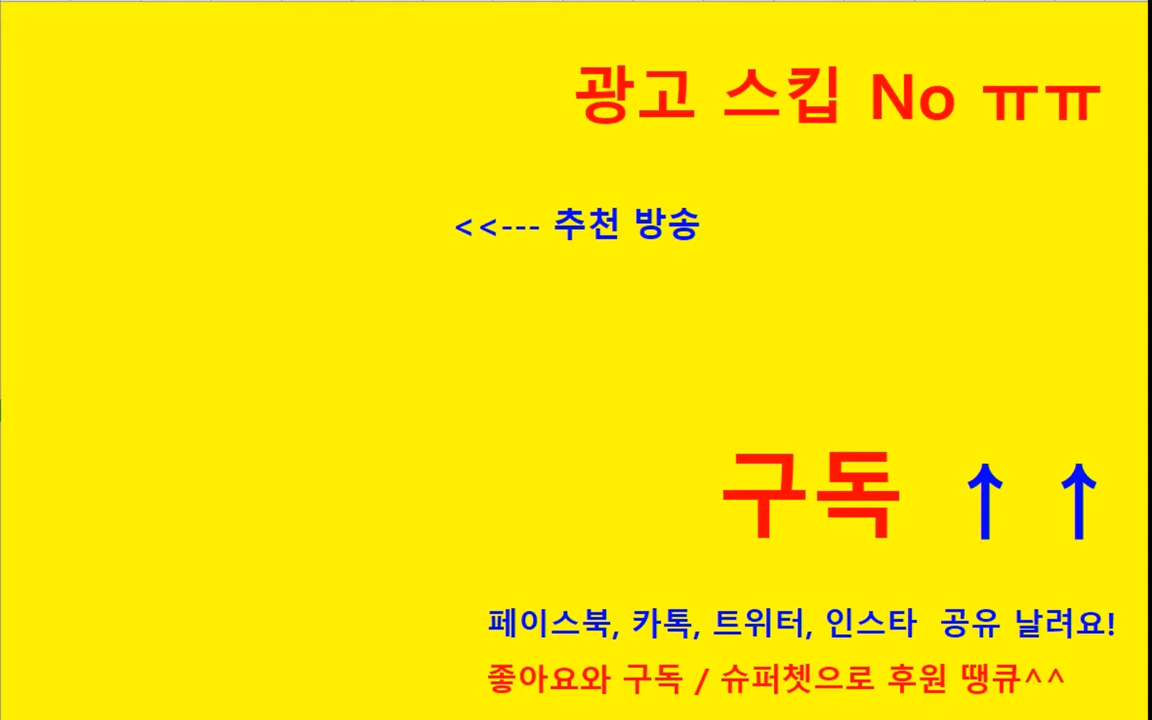 광고 스킵 No ㅠㅠ
<<--- 추천 방송
구독 ↑ ↑
페이스북, 카톡, 트위터, 인스타 공유 날려요!
좋아요와 구독 / 슈퍼쳇으로 후원 땡큐^^